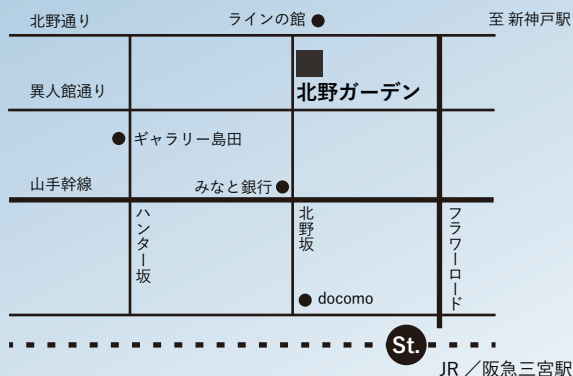 北野通り
ラインの館
至 新神戸駅
異人館通り
北野ガーデン
ギャラリー島田
山手幹線
みなと銀行
ハンター坂
北野坂
フラワーロード
docomo
St.
JR ／阪急三宮駅